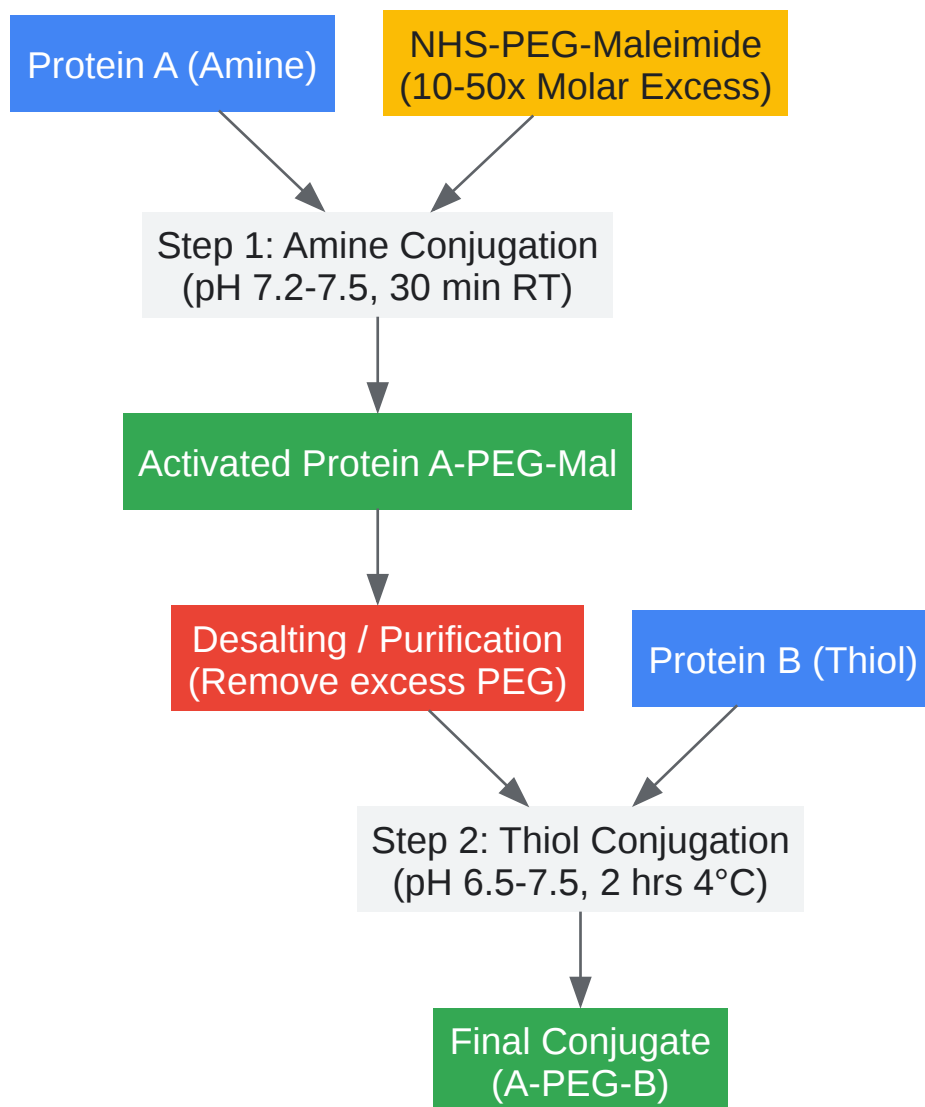 Protein A (Amine)
NHS-PEG-Maleimide
(10-50x Molar Excess)
Step 1: Amine Conjugation
(pH 7.2-7.5, 30 min RT)
Activated Protein A-PEG-Mal
Desalting / Purification
(Remove excess PEG)
Protein B (Thiol)
Step 2: Thiol Conjugation
(pH 6.5-7.5, 2 hrs 4°C)
Final Conjugate
(A-PEG-B)